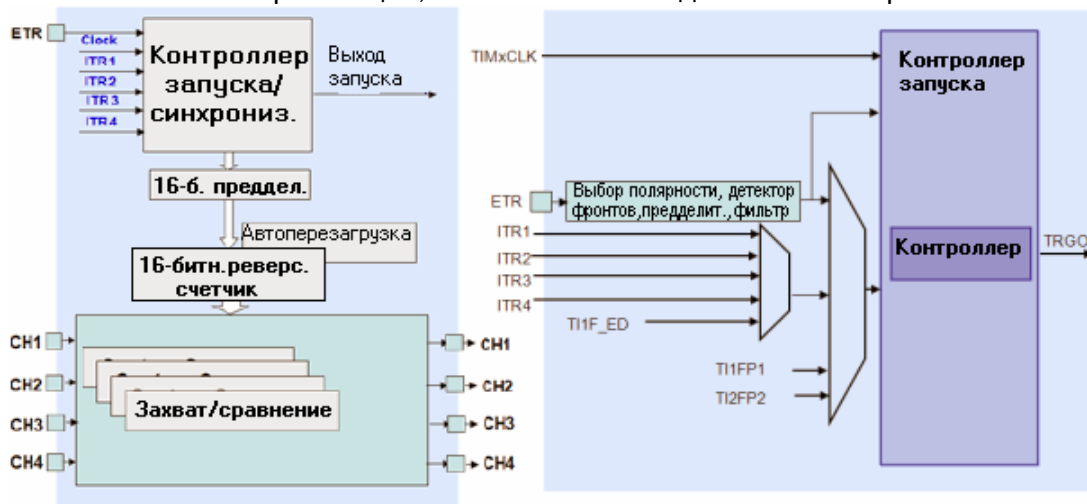 ETR
Clock
ITR1
ITR2
ITR3
ITR4
Контроллер
запуска/
синхрониз.
Выход
запуска
16-б. преддел.
Автоперезагрузка
16-битн.реверс.
счетчик
CH1
CH2
CH3
CH4
Захват/сравнение
CH1
CH2
CH3
CH4
TIMxCLK
Контроллер
запуска
ETR
Выбор полярности, детектор
фронтов,предделит.,фильтр
ITR1
ITR2
ITR3
ITR4
TI1F_ED
TI1FP1
TI2FP2
Контроллер
TRGO